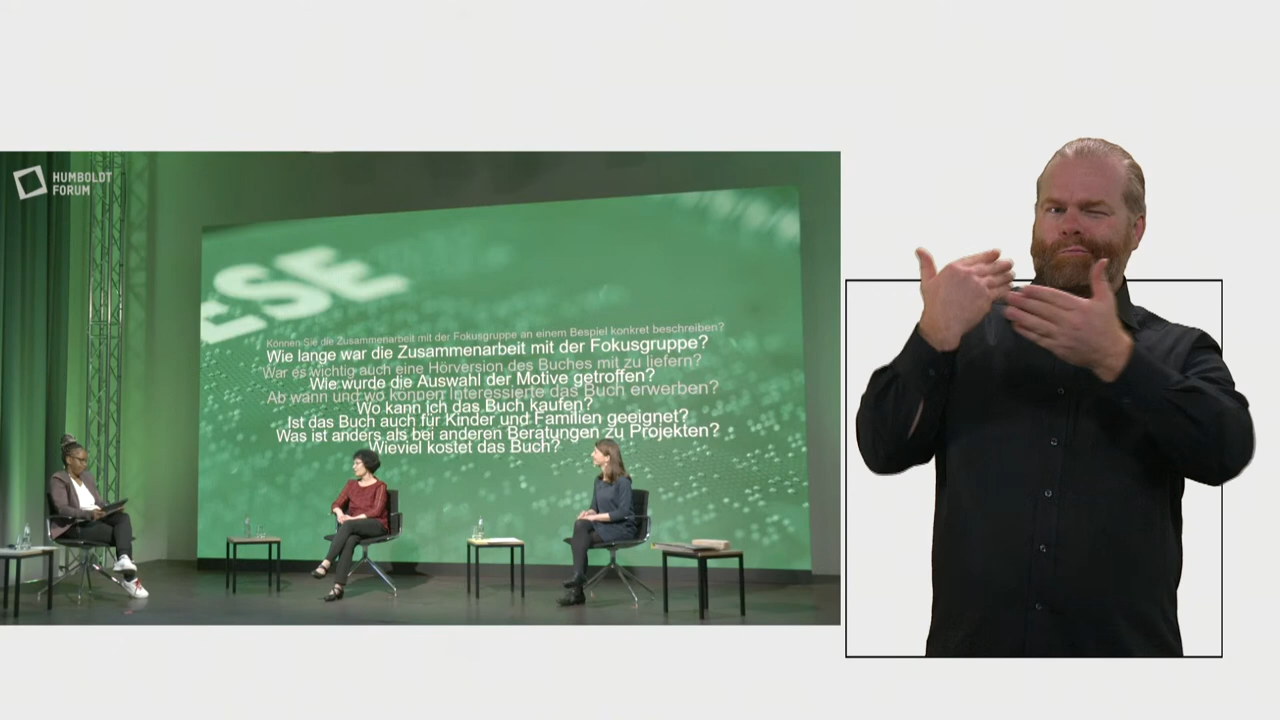 HUMBOLDT
FORUM
ESE
Können Sie die Zusammenarbeit mit der Fokusgruppe an einem Bespiel konkret beschreiben?
Wie lange war die Zusammenarbeit mit der Fokusgruppe?
War es wichtig auch eine Hörversion des Buches mit zu liefern?
Wie wurde die Auswahl der Motive getroffen?
Ab wann und wo können Interessierte das Buch erwerben?
Wo kann ich das Buch kaufen?
Ist das Buch auch für Kinder und Familien geeignet?
Was ist anders als bei anderen Beratungen zu Projekten?
Wieviel kostet das Buch?